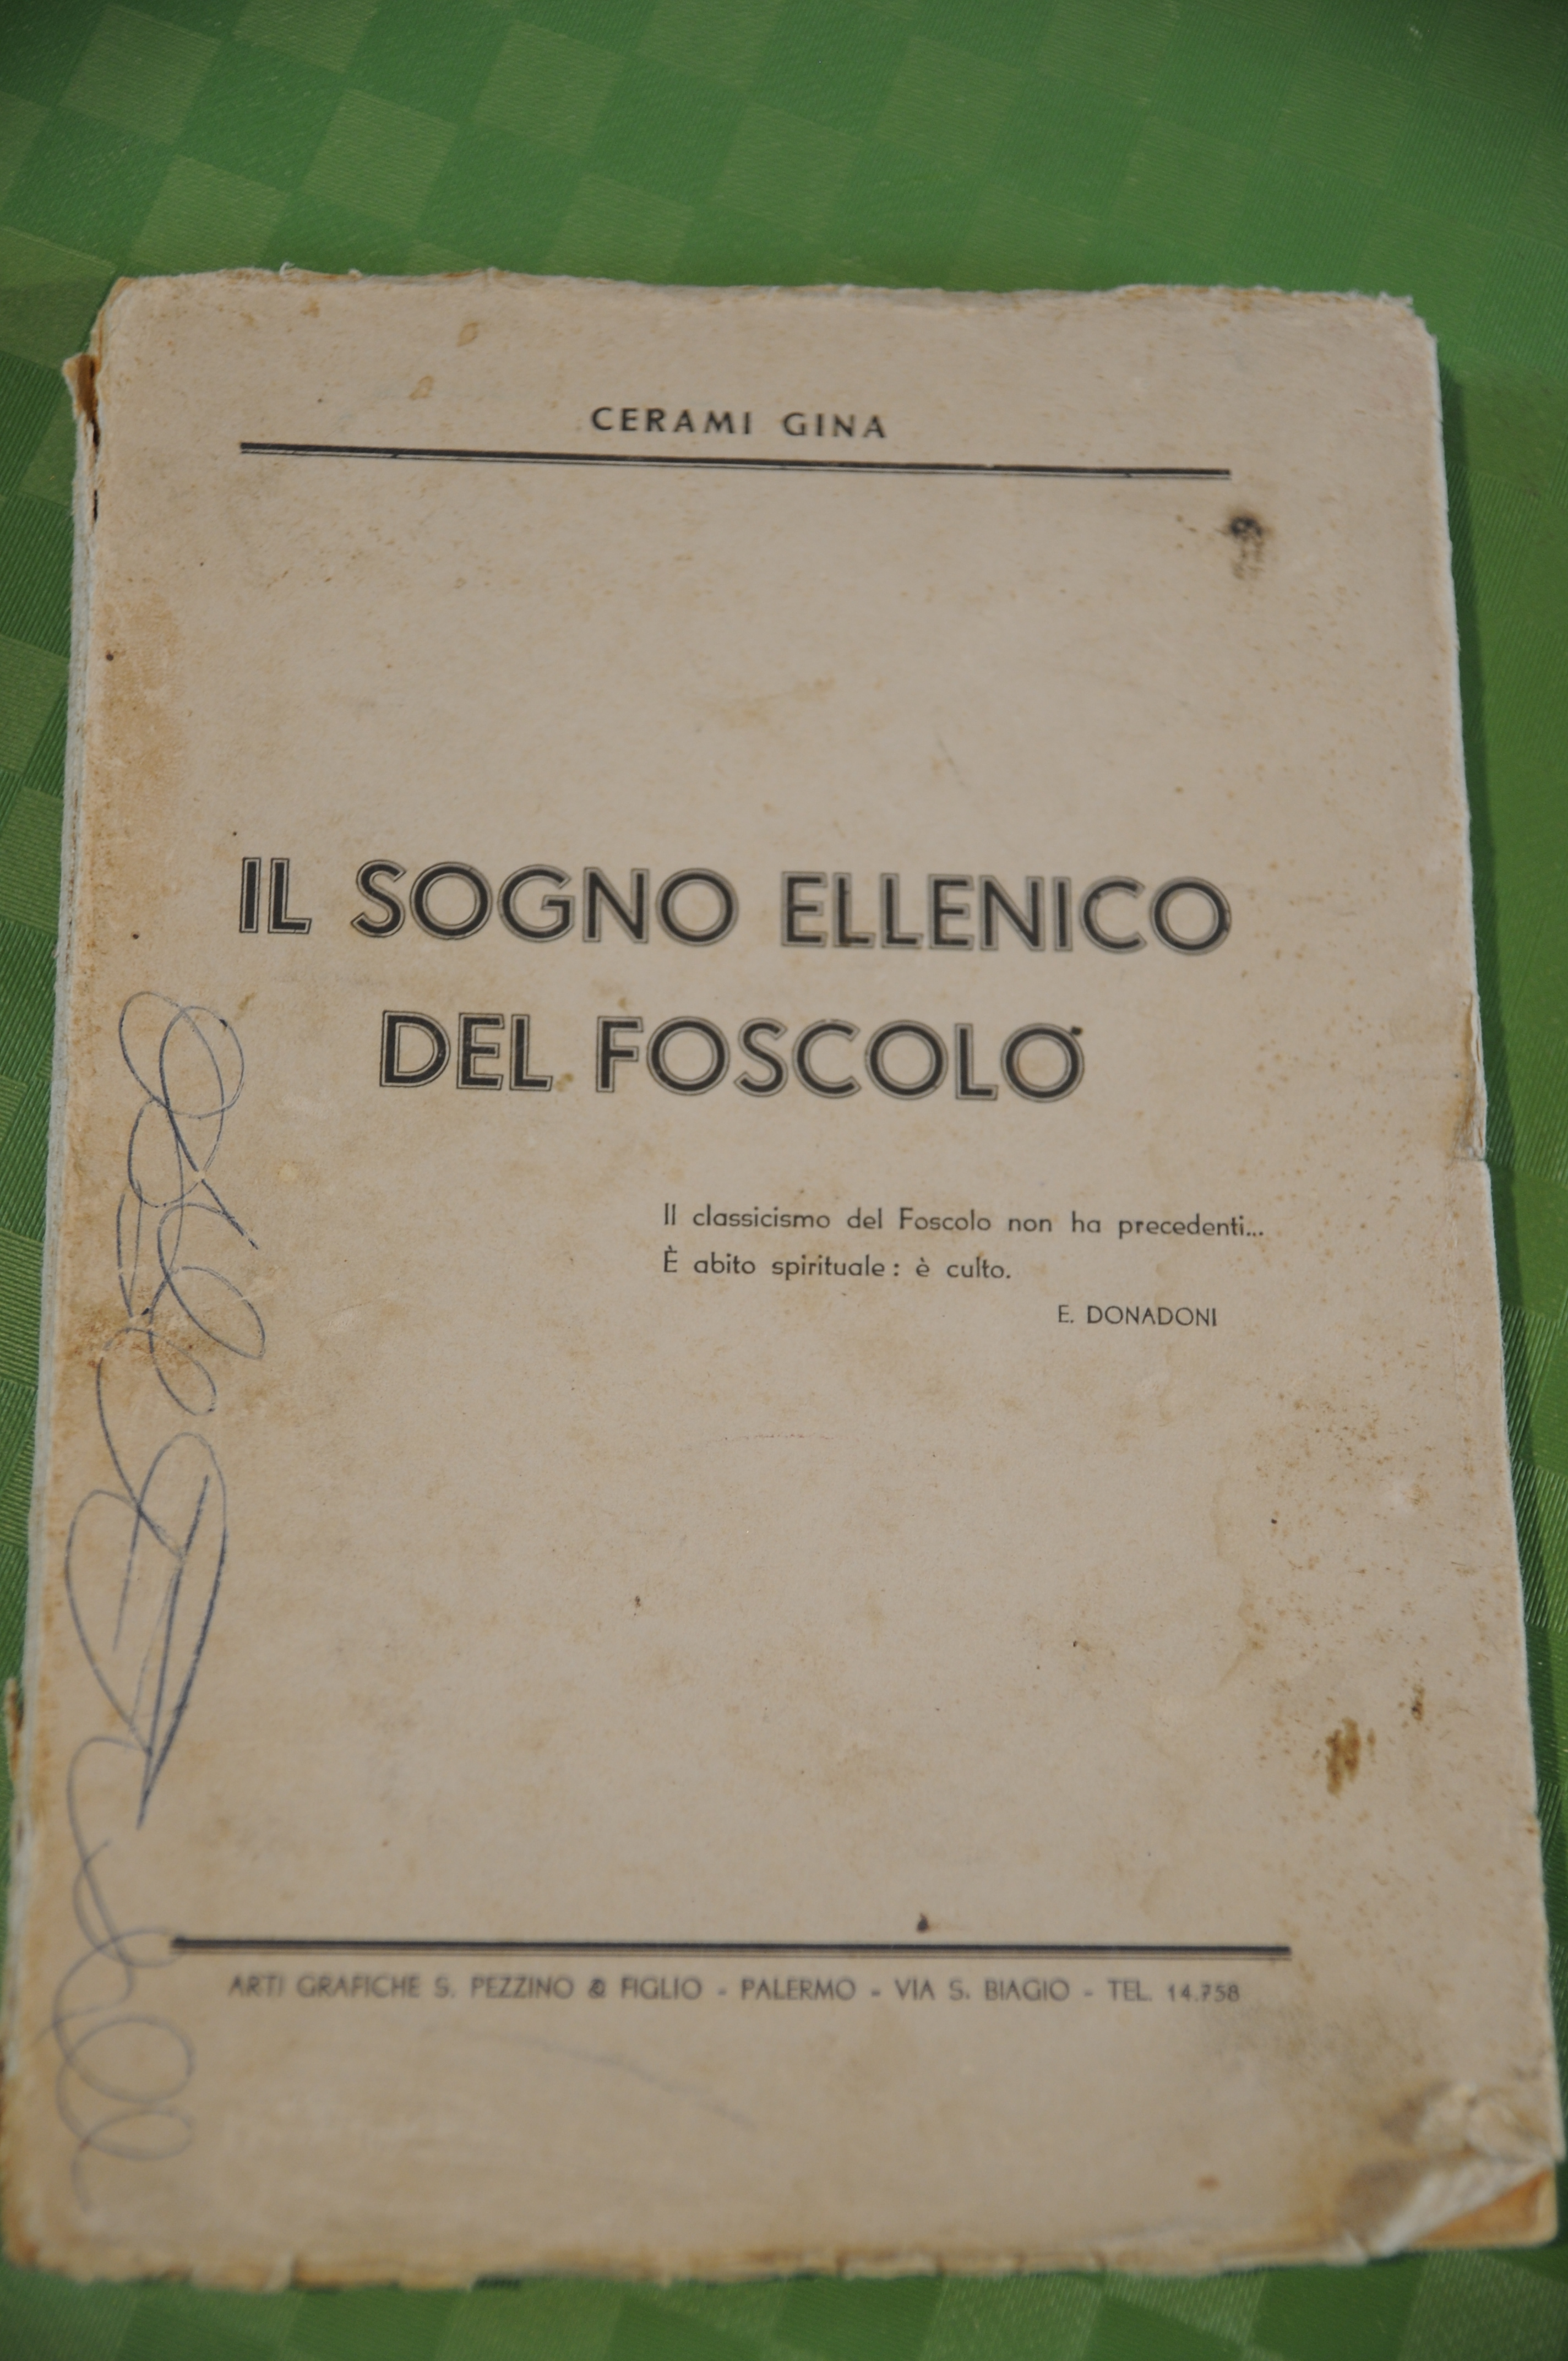 CERAMI GINA
IL SOGNO ELLENICO
DEL FOSCOLO
Il classicismo del Foscolo non ha precedenti...
È abito spirituale: è culto.
E. DONADONI
ARTI GRAFICHE S. PEZZINO & FIGLIO - PALERMO - VIA S. BIAGIO - TEL. 14.758